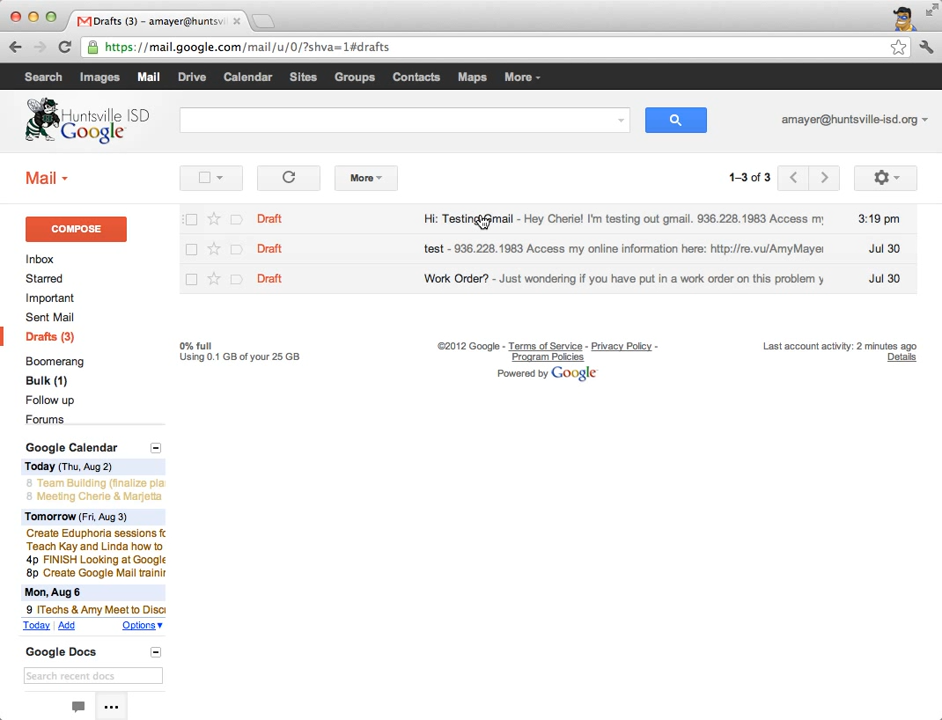 Drafts (3) – amayer@huntsvi
https://mail.google.com/mail/u/0/?shva=1#drafts
Search Images Mail Drive Calendar Sites Groups Contacts Maps More
Huntsville ISD
Google
amayer@huntsville-isd.org
Mail
More
1–3 of 3
COMPOSE
Inbox
Starred
Important
Sent Mail
Drafts (3)
Boomerang
Bulk (1)
Follow up
Forums
Draft Hi: Testing Gmail - Hey Cherie! I'm testing out gmail. 936.228.1983 Access my 3:19 pm
Draft test - 936.228.1983 Access my online information here: http://re.vu/AmyMayer Jul 30
Draft Work Order? - Just wondering if you have put in a work order on this problem y Jul 30
0% full
Using 0.1 GB of your 25 GB
©2012 Google - Terms of Service - Privacy Policy -
Program Policies
Powered by Google
Last account activity: 2 minutes ago
Details
Google Calendar
Today (Thu, Aug 2)
8 Team Building (finalize pla
8 Meeting Cherie & Marjetta
Tomorrow (Fri, Aug 3)
Create Eduphoria sessions fo
Teach Kay and Linda how to
4p FINISH Looking at Google
8p Create Google Mail trainin
Mon, Aug 6
9 ITechs & Amy Meet to Discu
Today | Add Options
Google Docs
Search recent docs